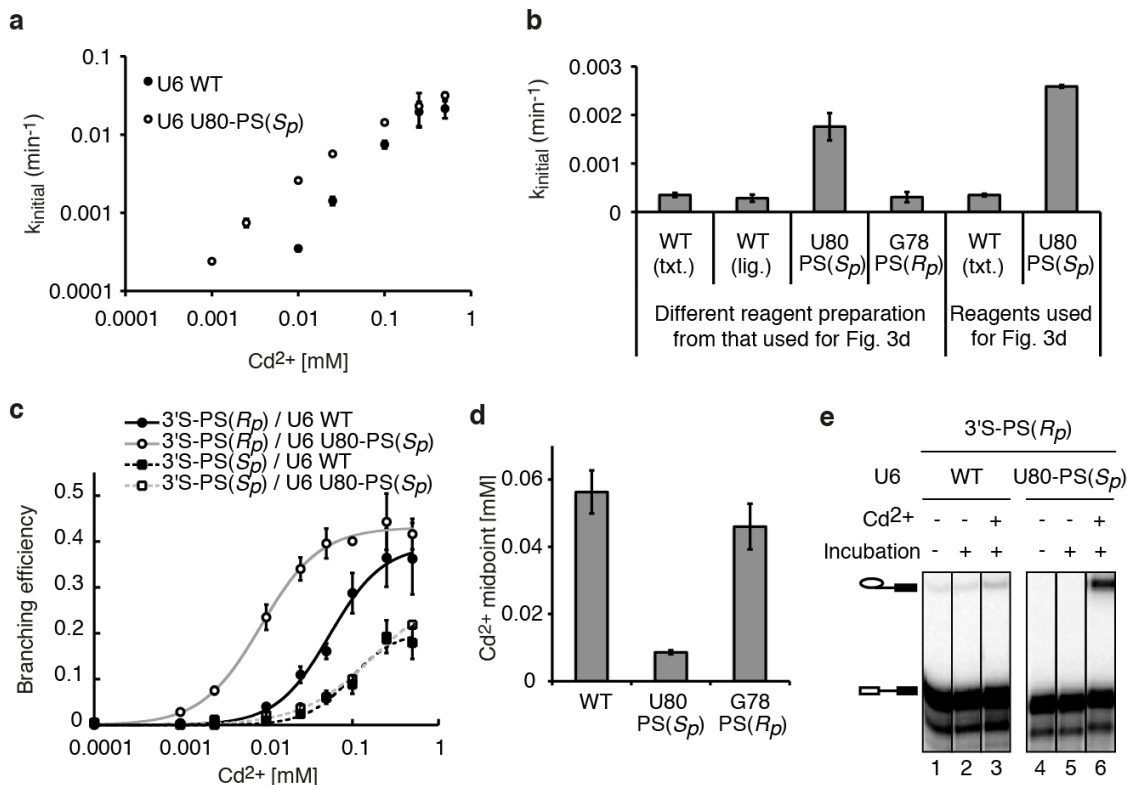 a
0.1
0.01
0.001
0.0001
kinitial (min-1)
U6 WT
U6 U80-PS(Sp)
0.0001 0.001 0.01 0.1 1
Cd2+ [mM]
b
0.003
0.002
0.001
0
kinitial (min-1)
WT WT U80 G78 WT U80
(txt.) (lig.) PS(Sp) PS(Rp) (txt.) PS(Sp)
Different reagent preparation
from that used for Fig. 3d
Reagents used
for Fig. 3d
c
3'S-PS(Rp) / U6 WT
3'S-PS(Rp) / U6 U80-PS(Sp)
3'S-PS(Sp) / U6 WT
3'S-PS(Sp) / U6 U80-PS(Sp)
0.5
0.4
0.3
0.2
0.1
0
Branching efficiency
0.0001 0.001 0.01 0.1 1
Cd2+ [mM]
d
0.06
0.04
0.02
0
Cd2+ midpoint [mM]
WT U80 G78
PS(Sp) PS(Rp)
e
3'S-PS(Rp)
U6 WT U80-PS(Sp)
Cd2+ - - + - - +
Incubation - + + - + +
1 2 3 4 5 6